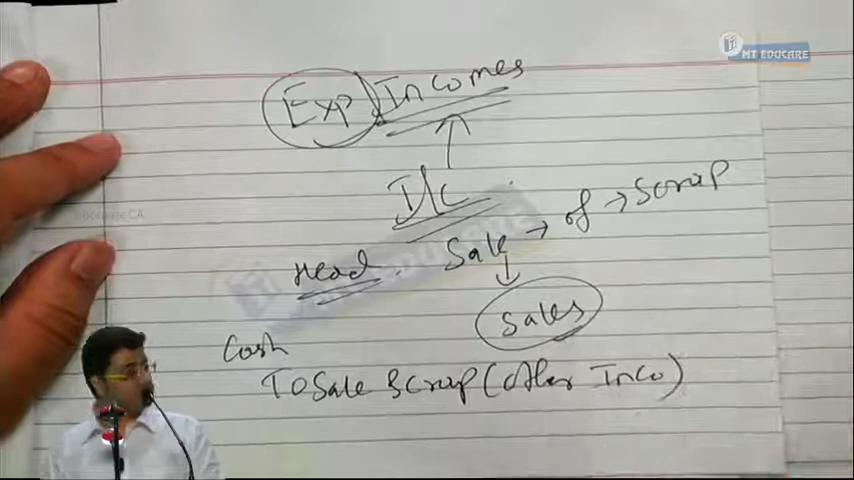 MT EDUCARE
Exp Incomes
I/c
Head . Sale → of → Scrap
Sales
Cash
To Sale Scrap (Other Inco)